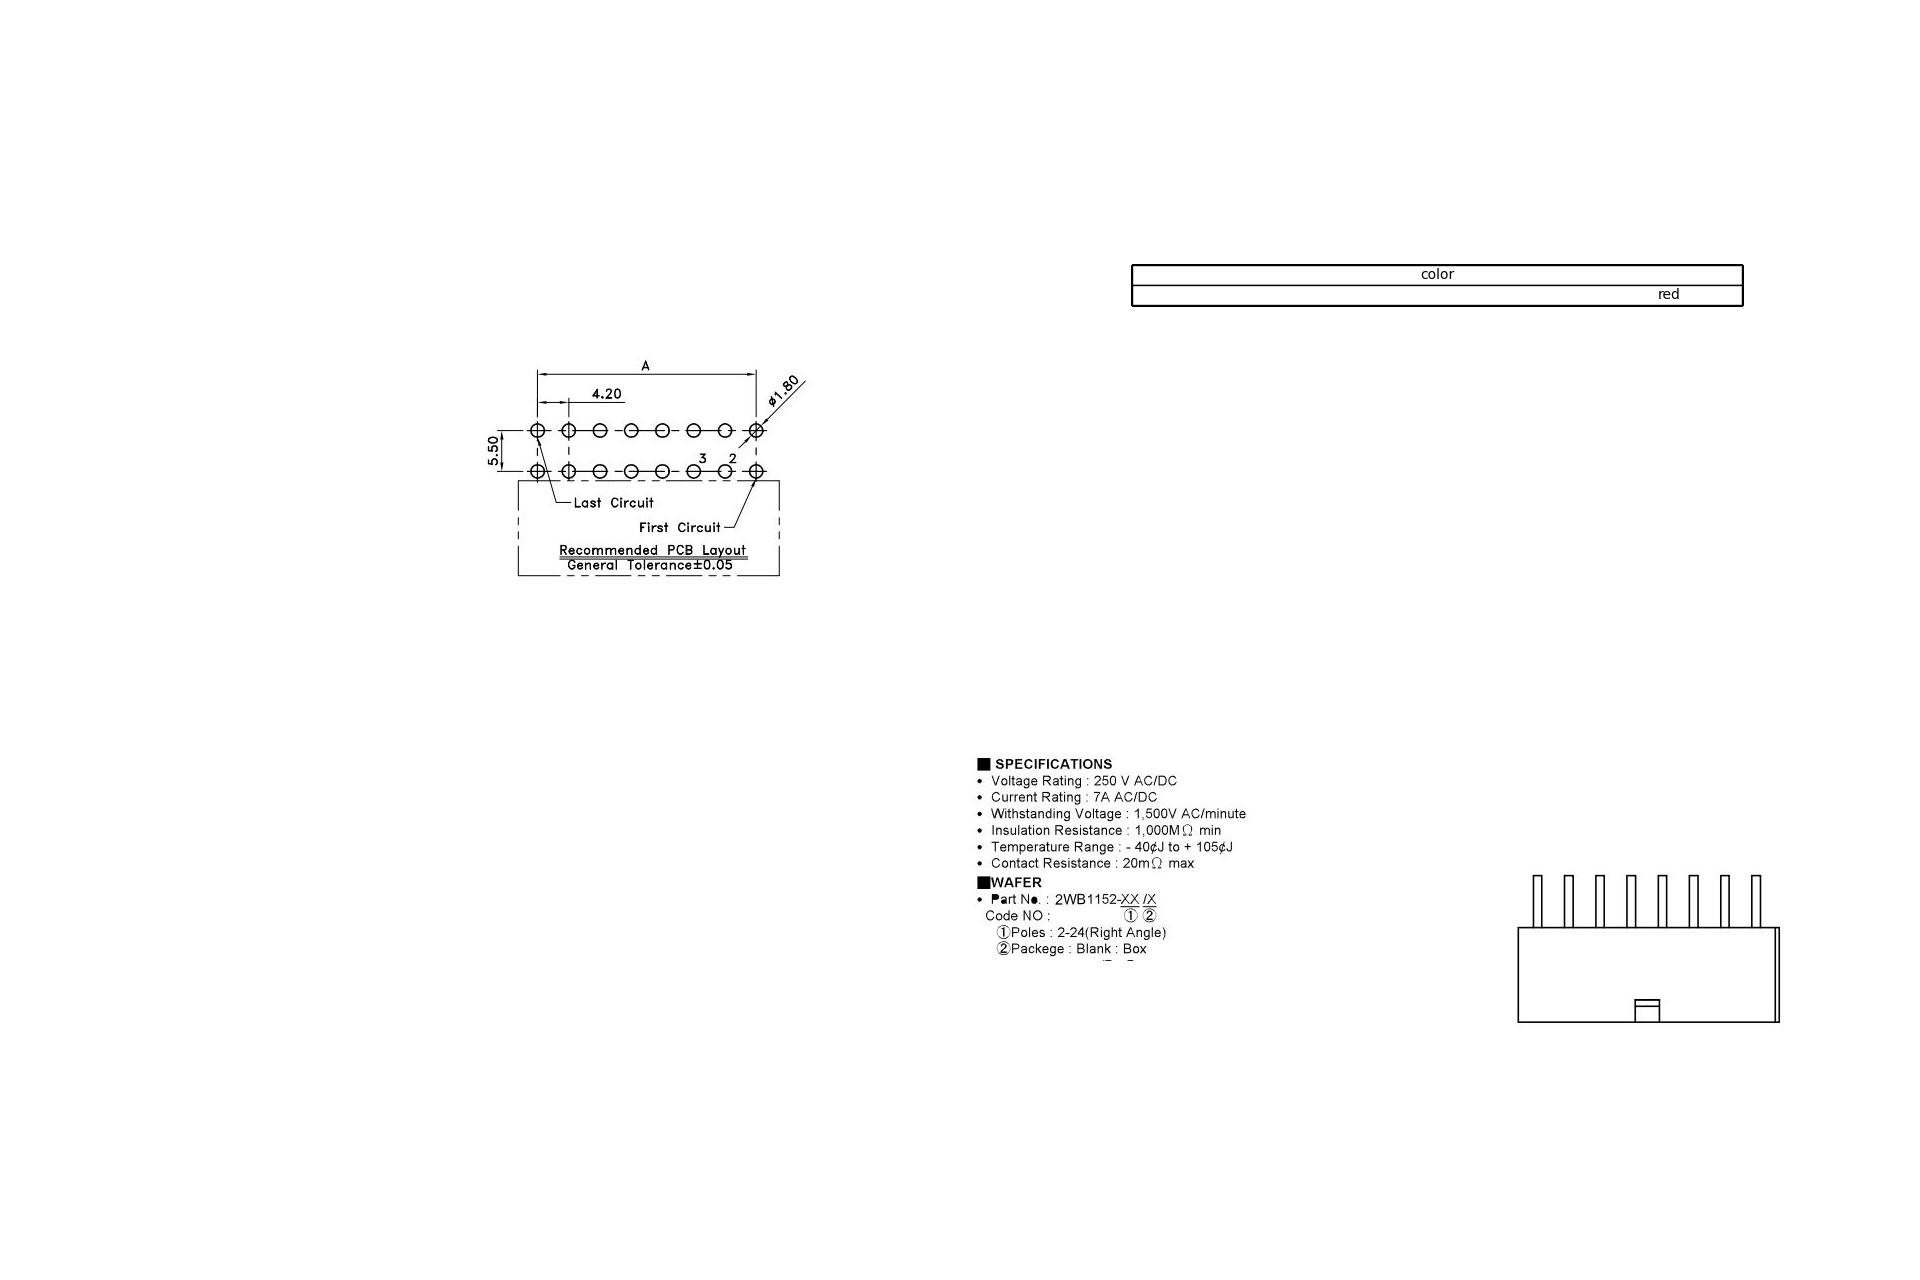 color
red
A
4.20
ø1.80
5.50
3 2
Last Circuit
First Circuit
Recommended PCB Layout
General Tolerance±0.05
■ SPECIFICATIONS
• Voltage Rating : 250 V AC/DC
• Current Rating : 7A AC/DC
• Withstanding Voltage : 1,500V AC/minute
• Insulation Resistance : 1,000MΩ min
• Temperature Range : - 40¢J to + 105¢J
• Contact Resistance : 20mΩ max
■WAFER
• Part No. : 2WB1152-XX /X
Code NO : ① ②
①Poles : 2-24(Right Angle)
②Packege : Blank : Box